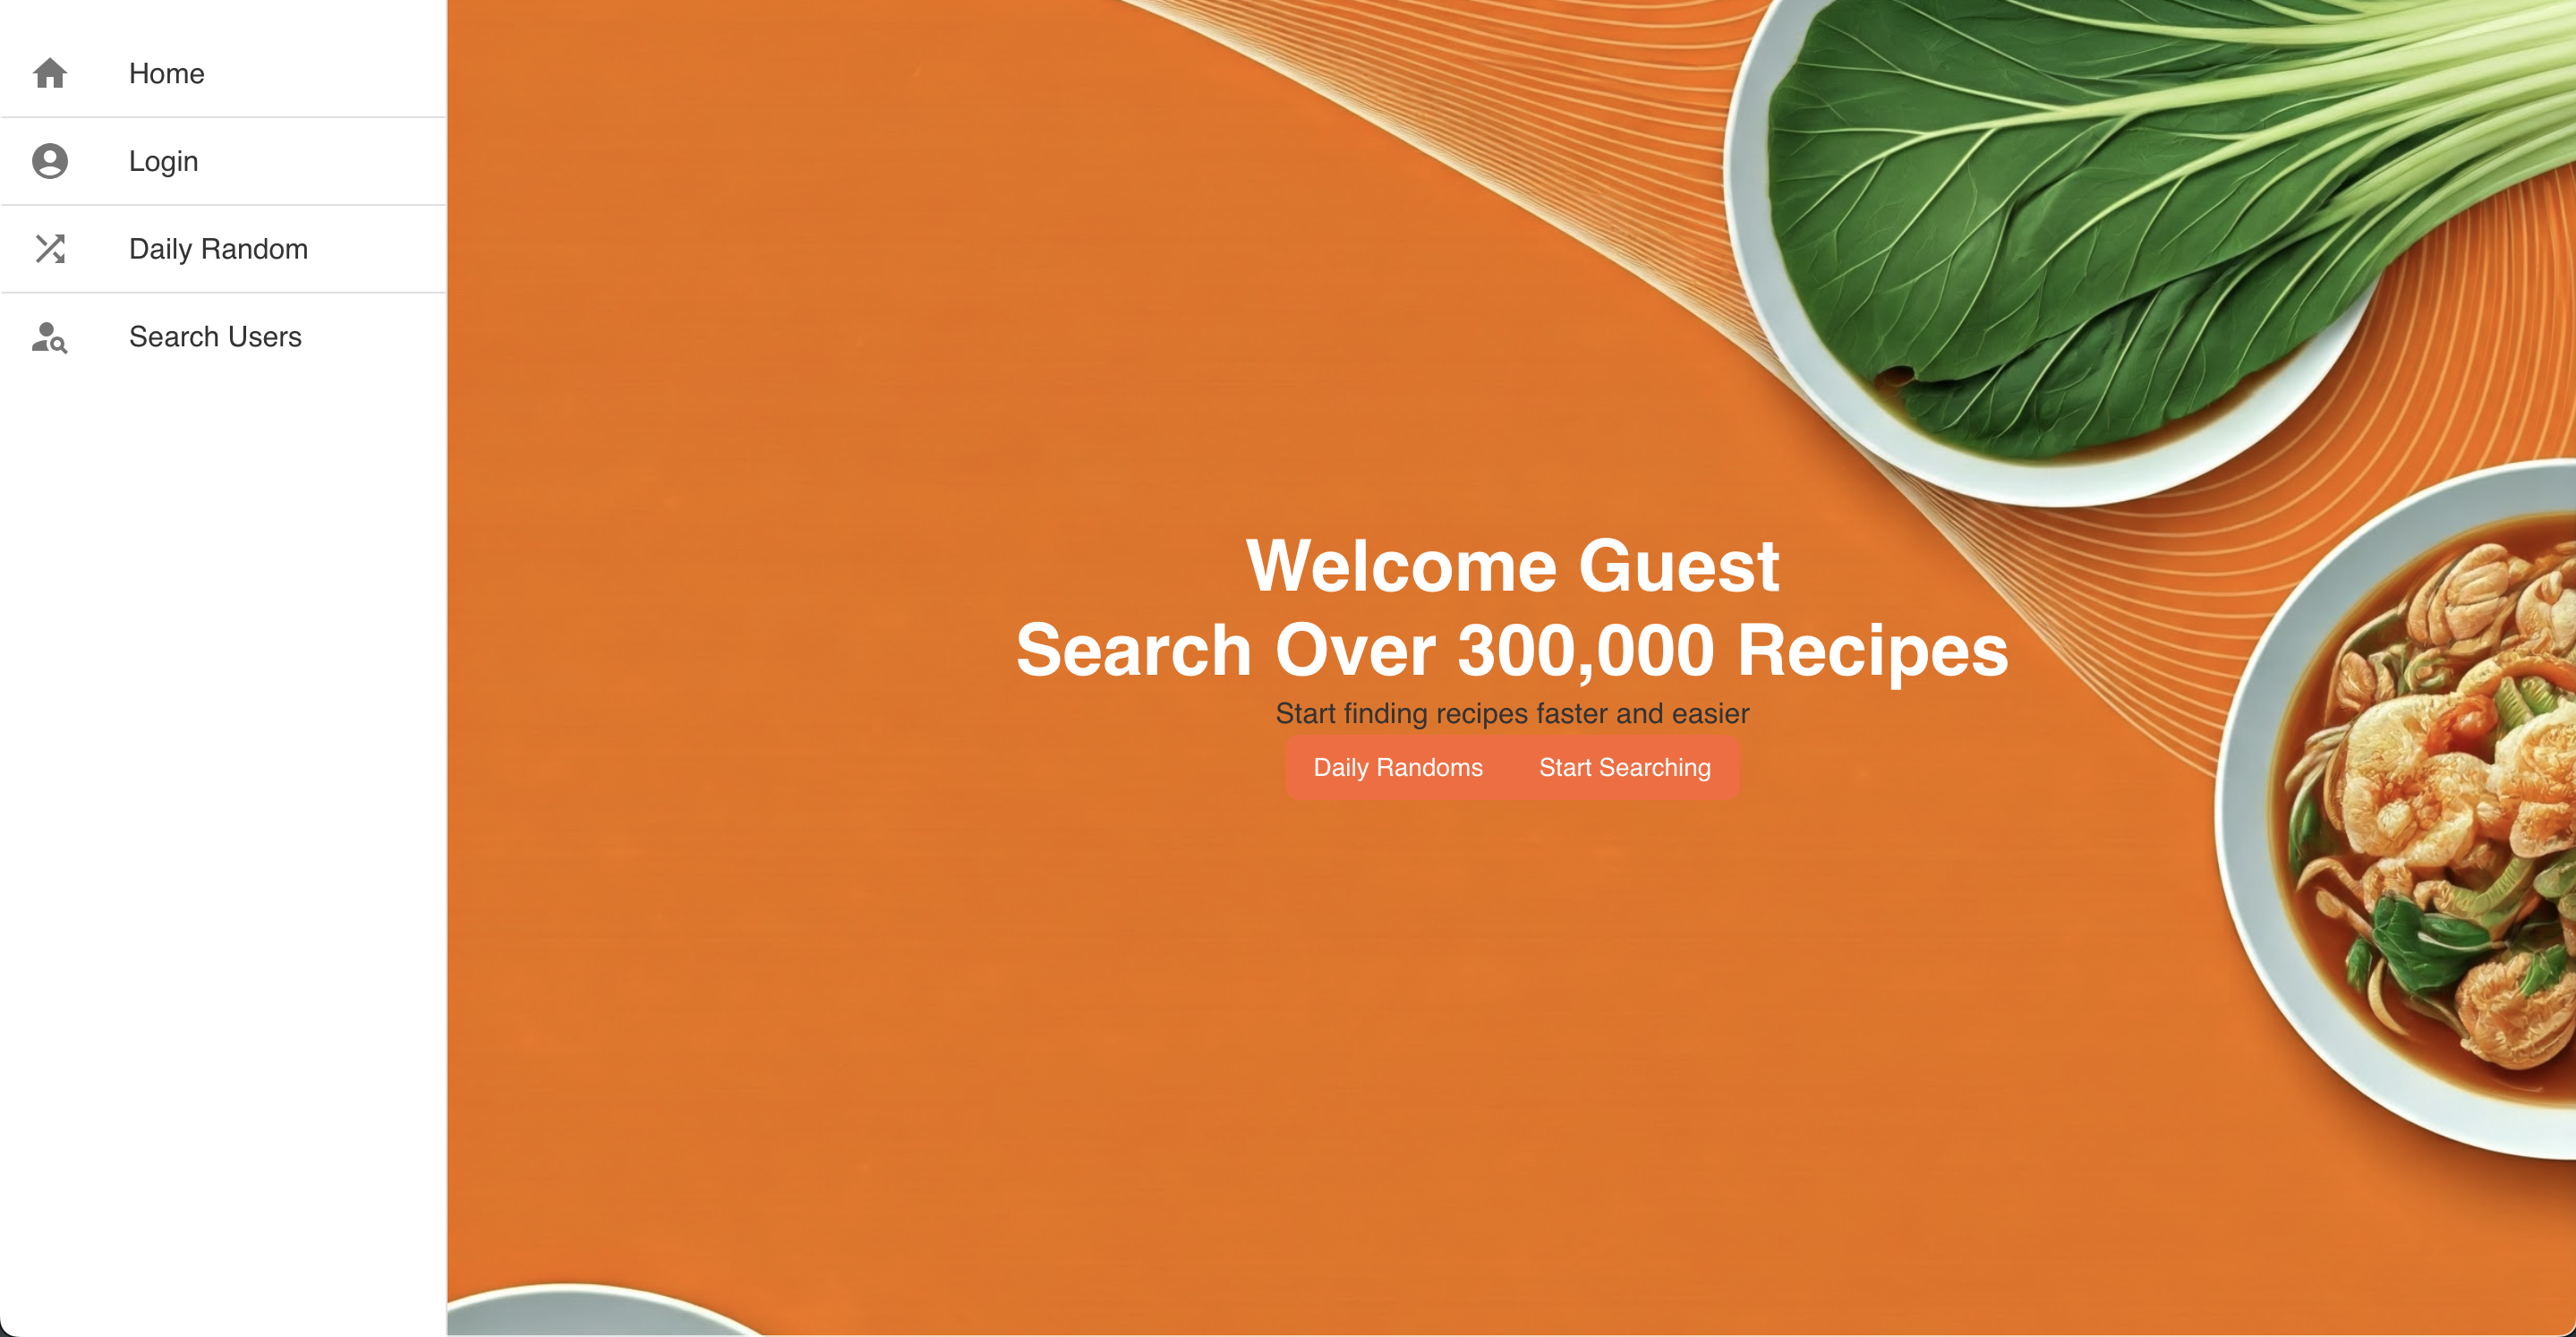 Home
Login
Daily Random
Search Users
Welcome Guest
Search Over 300,000 Recipes
Start finding recipes faster and easier
Daily Randoms Start Searching